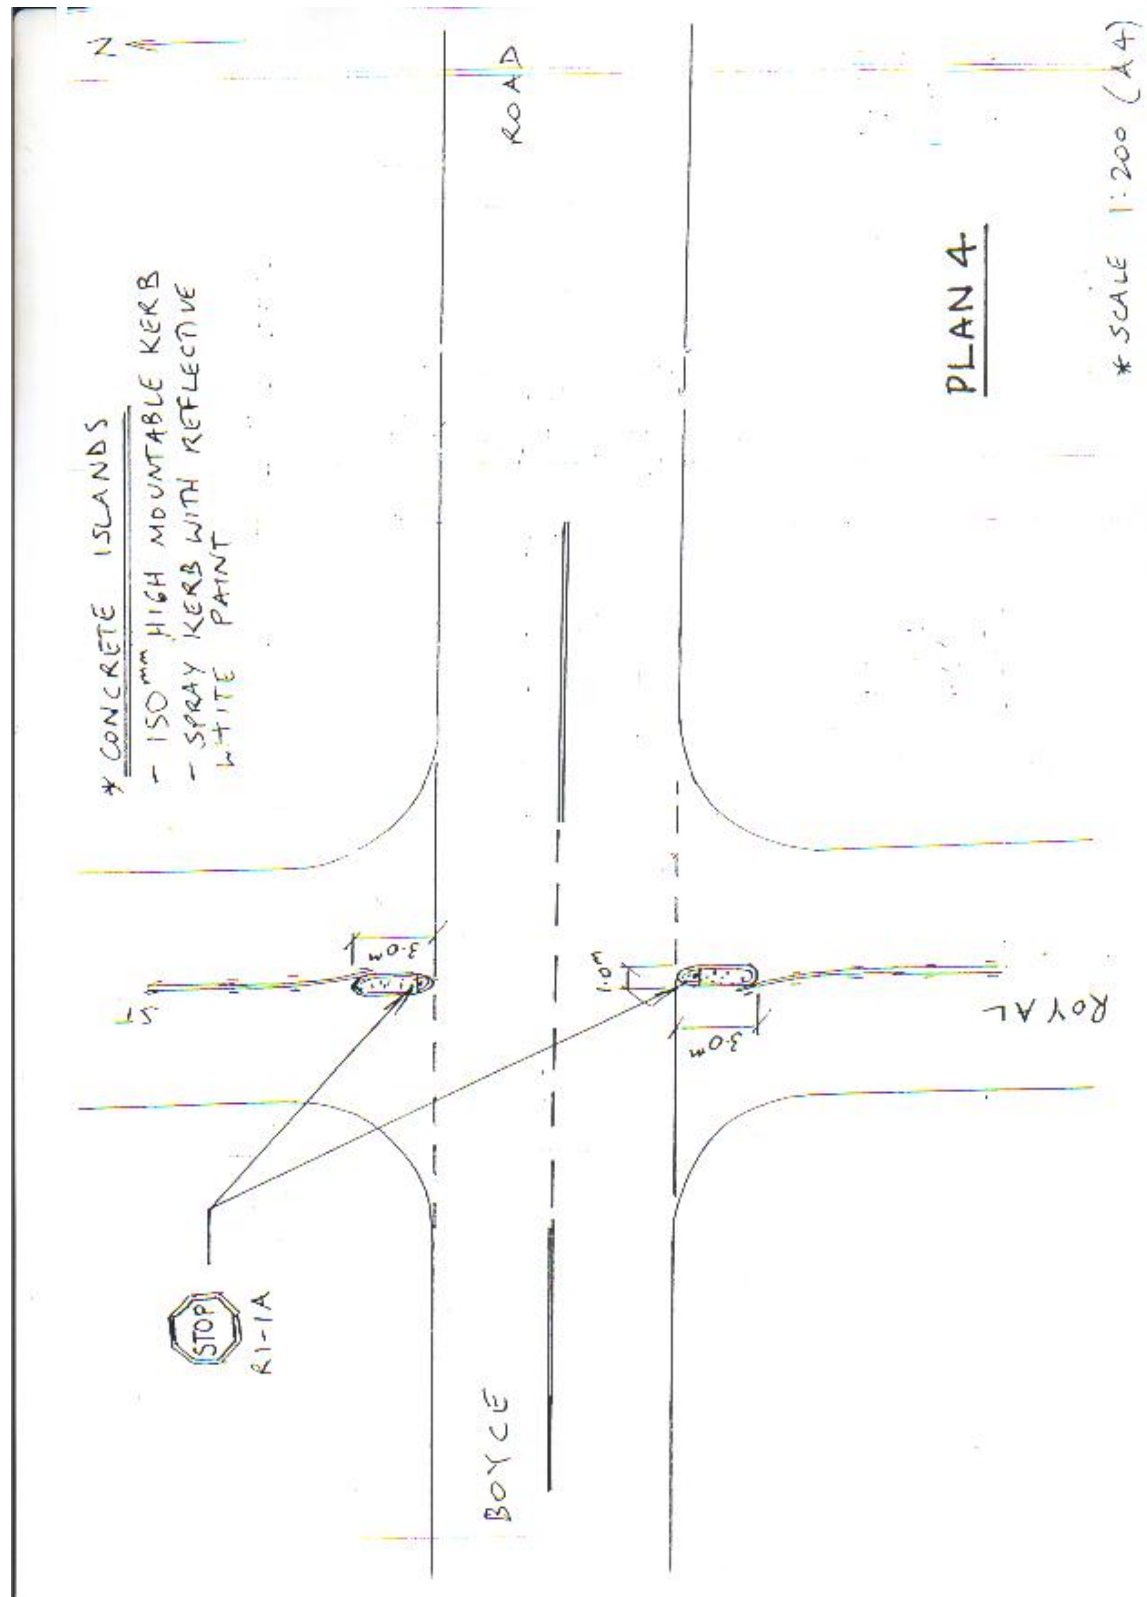 N
* CONCRETE ISLANDS
- 150mm HIGH MOUNTABLE KERB
- SPRAY KERB WITH REFLECTIVE
WHITE PAINT
STOP
R1-1A
ST
3.0m
BOYCE
ROAD
1.0m
3.0m
ROYAL
PLAN 4
* SCALE 1:200 (A4)